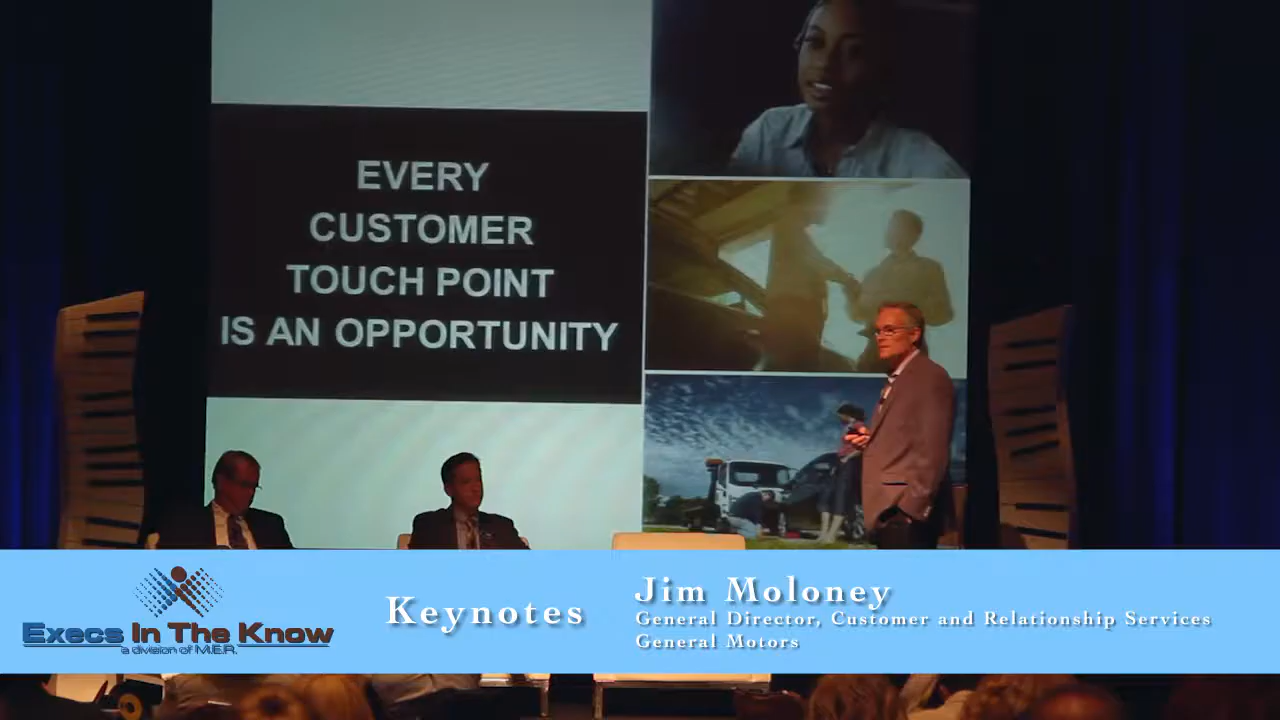 EVERY
CUSTOMER
TOUCH POINT
IS AN OPPORTUNITY
Execs In The Know
a division of M.E.R.
Keynotes
Jim Moloney
General Director, Customer and Relationship Services
General Motors